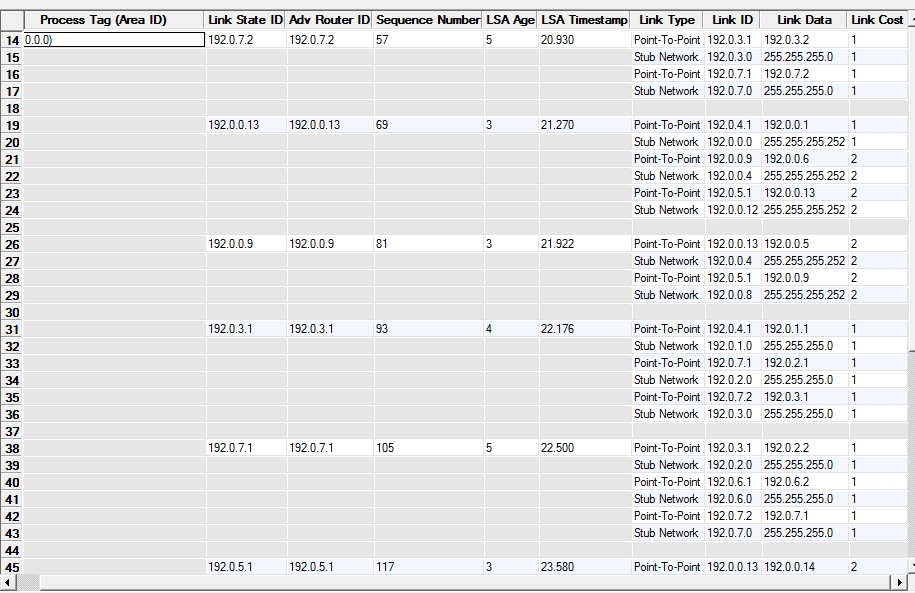 Process Tag (Area ID) Link State ID Adv Router ID Sequence Number LSA Age LSA Timestamp Link Type Link ID Link Data Link Cost
14 0.0.0) 192.0.7.2 192.0.7.2 57 5 20.930 Point-To-Point 192.0.3.1 192.0.3.2 1
15 Stub Network 192.0.3.0 255.255.255.0 1
16 Point-To-Point 192.0.7.1 192.0.7.2 1
17 Stub Network 192.0.7.0 255.255.255.0 1
18
19 192.0.0.13 192.0.0.13 69 3 21.270 Point-To-Point 192.0.4.1 192.0.0.1 1
20 Stub Network 192.0.0.0 255.255.255.252 1
21 Point-To-Point 192.0.0.9 192.0.0.6 2
22 Stub Network 192.0.0.4 255.255.255.252 2
23 Point-To-Point 192.0.5.1 192.0.0.13 2
24 Stub Network 192.0.0.12 255.255.255.252 2
25
26 192.0.0.9 192.0.0.9 81 3 21.922 Point-To-Point 192.0.0.13 192.0.0.5 2
27 Stub Network 192.0.0.4 255.255.255.252 2
28 Point-To-Point 192.0.5.1 192.0.0.9 2
29 Stub Network 192.0.0.8 255.255.255.252 2
30
31 192.0.3.1 192.0.3.1 93 4 22.176 Point-To-Point 192.0.4.1 192.0.1.1 1
32 Stub Network 192.0.1.0 255.255.255.0 1
33 Point-To-Point 192.0.7.1 192.0.2.1 1
34 Stub Network 192.0.2.0 255.255.255.0 1
35 Point-To-Point 192.0.7.2 192.0.3.1 1
36 Stub Network 192.0.3.0 255.255.255.0 1
37
38 192.0.7.1 192.0.7.1 105 5 22.500 Point-To-Point 192.0.3.1 192.0.2.2 1
39 Stub Network 192.0.2.0 255.255.255.0 1
40 Point-To-Point 192.0.6.1 192.0.6.2 1
41 Stub Network 192.0.6.0 255.255.255.0 1
42 Point-To-Point 192.0.7.2 192.0.7.1 1
43 Stub Network 192.0.7.0 255.255.255.0 1
44
45 192.0.5.1 192.0.5.1 117 3 23.580 Point-To-Point 192.0.0.13 192.0.0.14 2